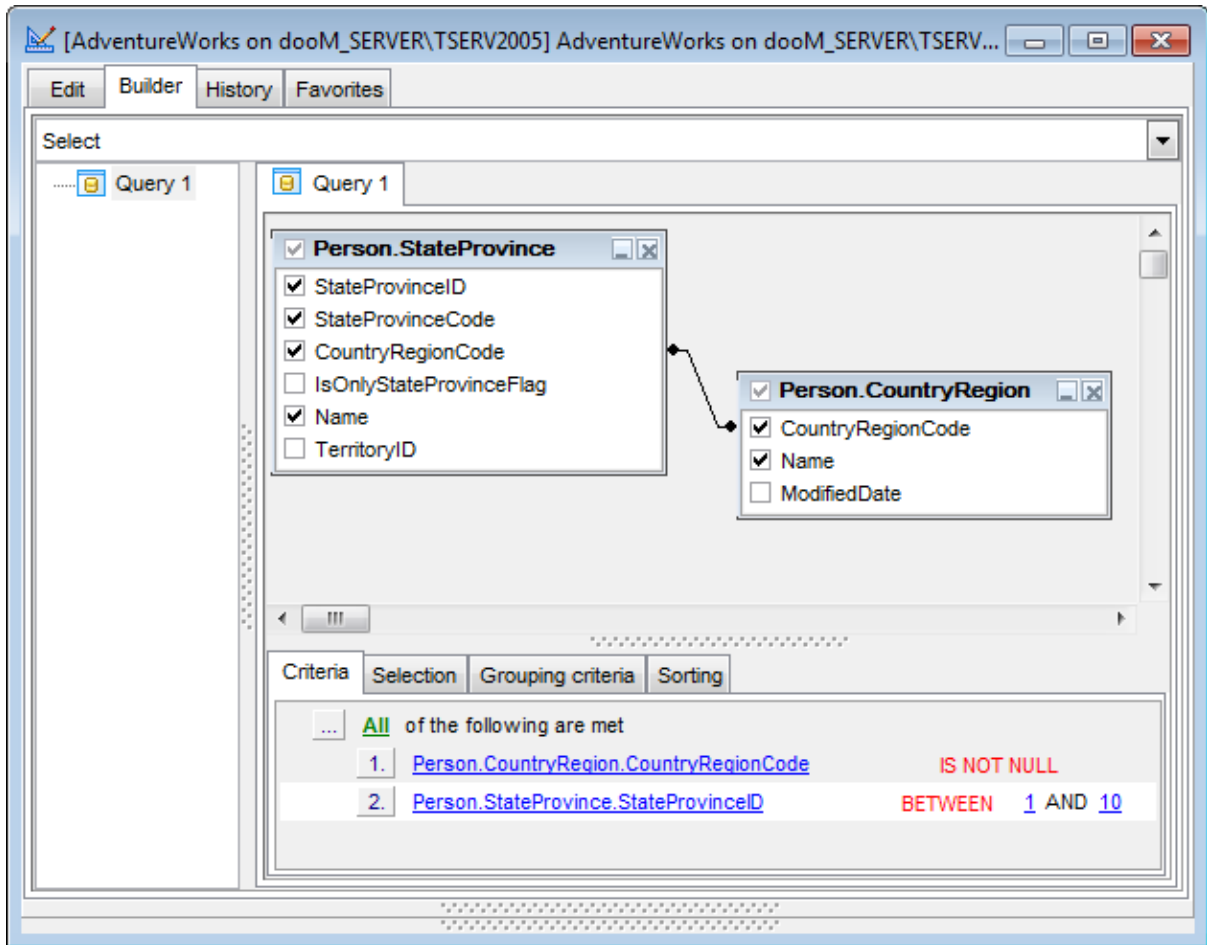 [AdventureWorks on dooM_SERVER\TSERV2005] AdventureWorks on dooM_SERVER\TSERV...
Edit Builder History Favorites
Select
Query 1
Query 1
Person.StateProvince
StateProvinceID
StateProvinceCode
CountryRegionCode
IsOnlyStateProvinceFlag
Name
TerritoryID
Person.CountryRegion
CountryRegionCode
Name
ModifiedDate
Criteria Selection Grouping criteria Sorting
... All of the following are met
1. Person.CountryRegion.CountryRegionCode IS NOT NULL
2. Person.StateProvince.StateProvinceID BETWEEN 1 AND 10